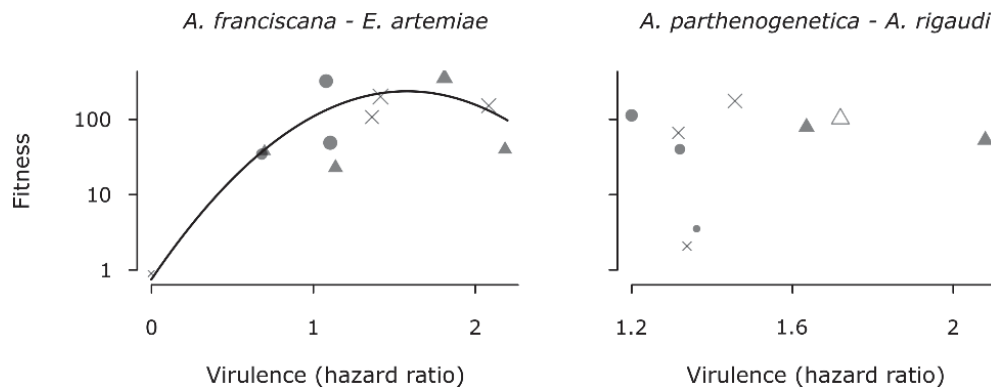 A. franciscana - E. artemiae
A. parthenogenetica - A. rigaudi
Fitness
100
10
1
0
1
2
Virulence (hazard ratio)
1.2
1.6
2
Virulence (hazard ratio)